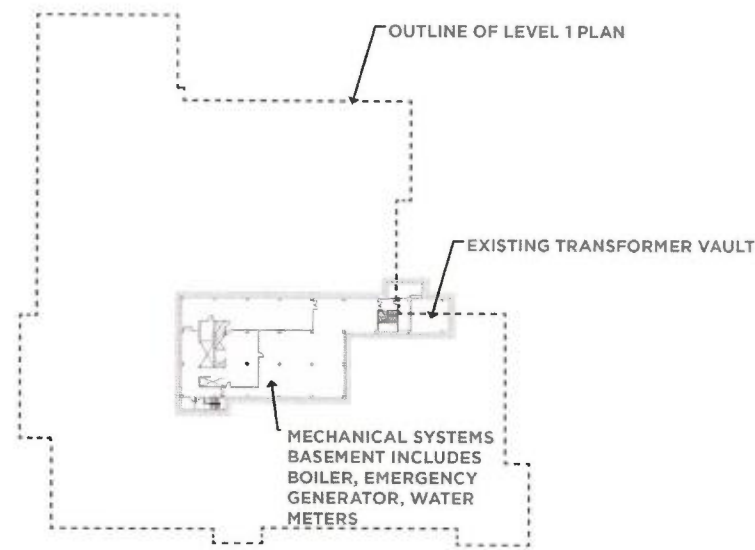 OUTLINE OF LEVEL 1 PLAN
EXISTING TRANSFORMER VAULT
MECHANICAL SYSTEMS
BASEMENT INCLUDES
BOILER, EMERGENCY
GENERATOR, WATER
METERS